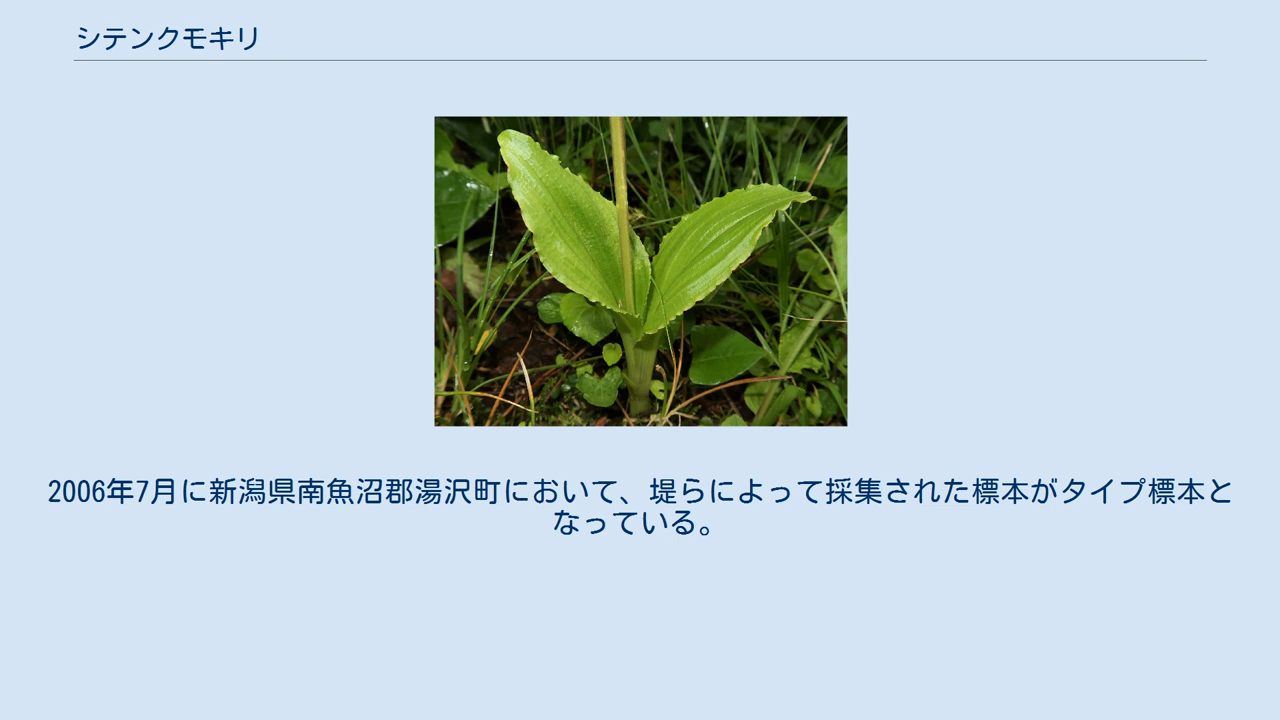 シテンクモキリ
2006年7月に新潟県南魚沼郡湯沢町において、堤らによって採集された標本がタイプ標本と
なっている。